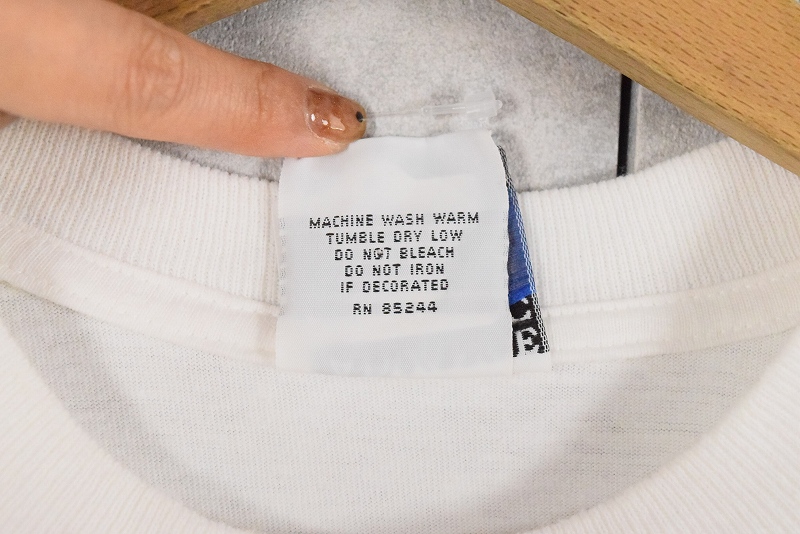 MACHINE WASH WARM
TUMBLE DRY LOW
DO NOT BLEACH
DO NOT IRON
IF DECORATED
RN 85244
E